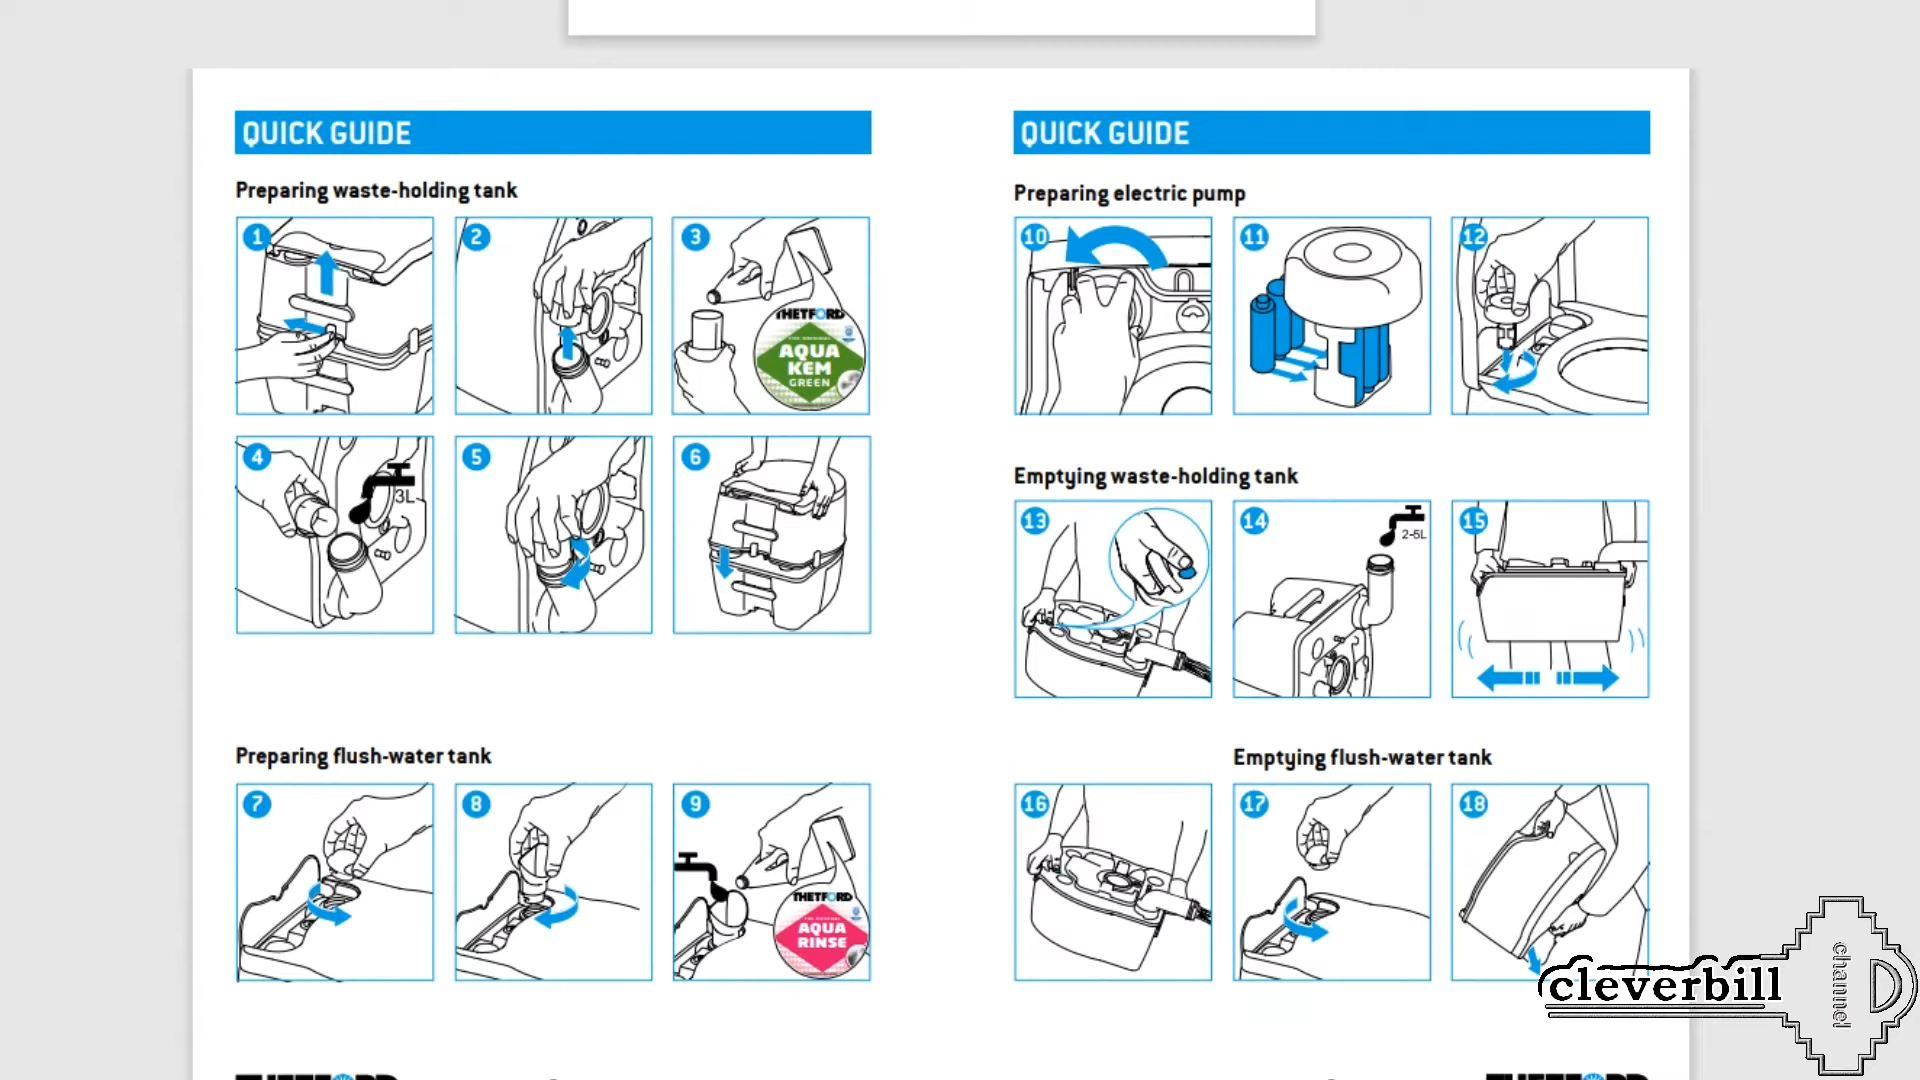 QUICK GUIDE
Preparing waste-holding tank
1
2
3
THETFORD
AQUA
KEM
GREEN
4
3L
5
6
Preparing flush-water tank
7
8
9
THETFORD
AQUA
RINSE
QUICK GUIDE
Preparing electric pump
10
11
12
Emptying waste-holding tank
13
14
2-5L
15
16
Emptying flush-water tank
17
18
THETFORD
THETFORD
cleverbill
channel